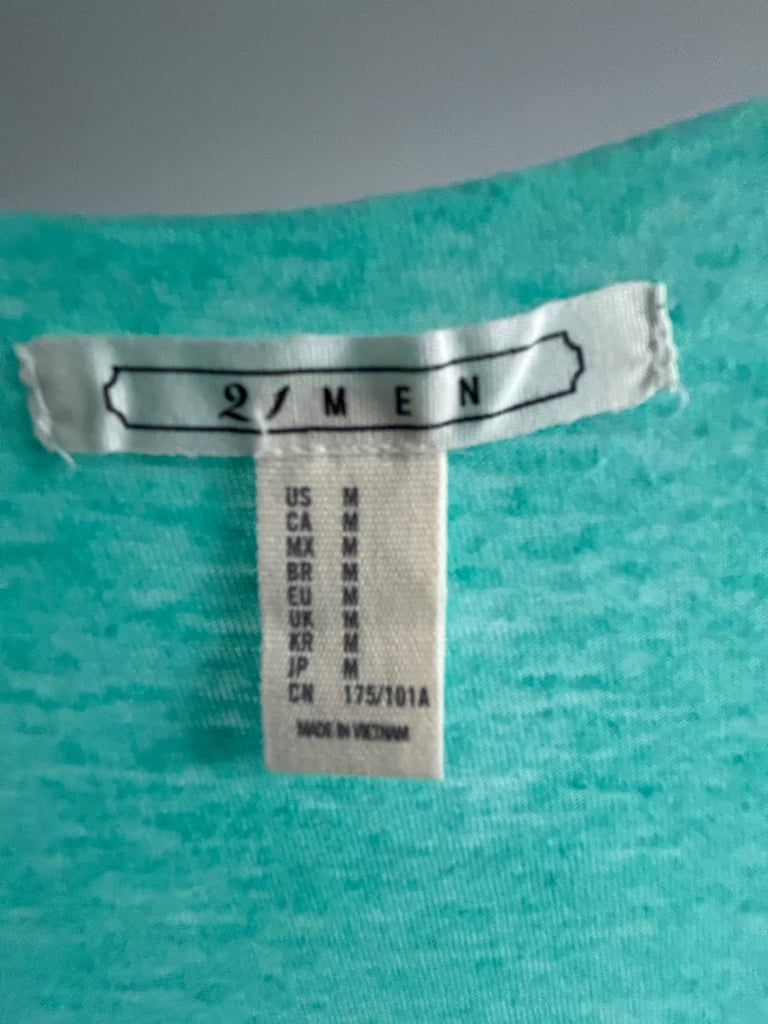 21 MEN
US M
CA M
MX M
BR M
EU M
UK M
KR M
JP M
CN 175/101A
MADE IN VIETNAM